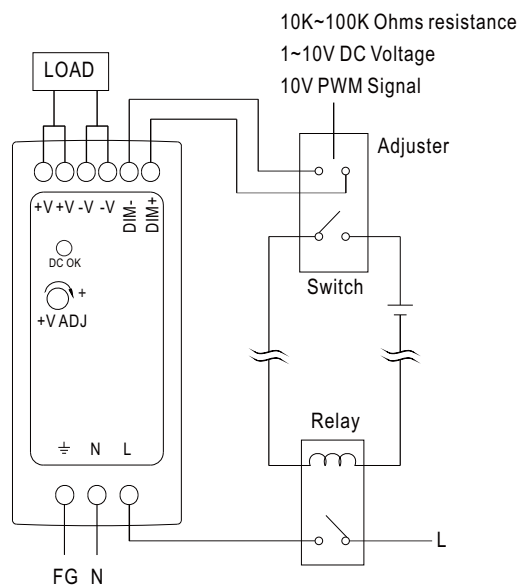 10K~100K Ohms resistance
1~10V DC Voltage
10V PWM Signal
LOAD
Adjuster
+V +V -V -V DIM- DIM+
DC OK
+
+V ADJ
Switch
Relay
N L
L
FG N